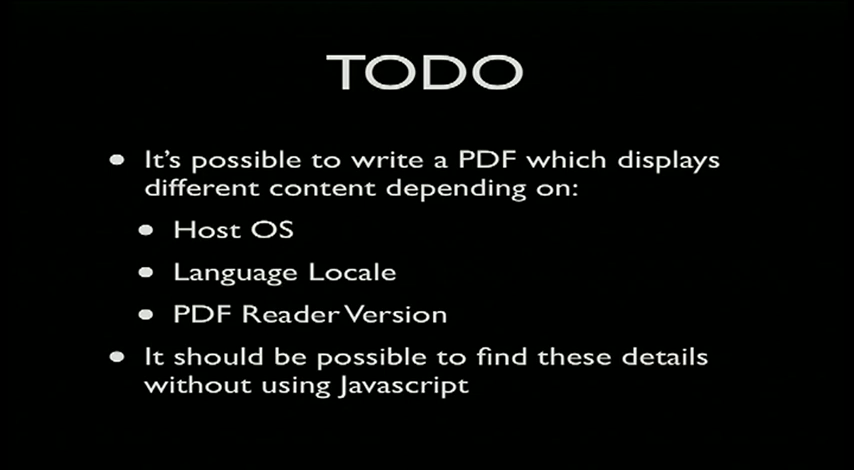 TODO
• It's possible to write a PDF which displays
different content depending on:
• Host OS
• Language Locale
• PDF Reader Version
• It should be possible to find these details
without using Javascript